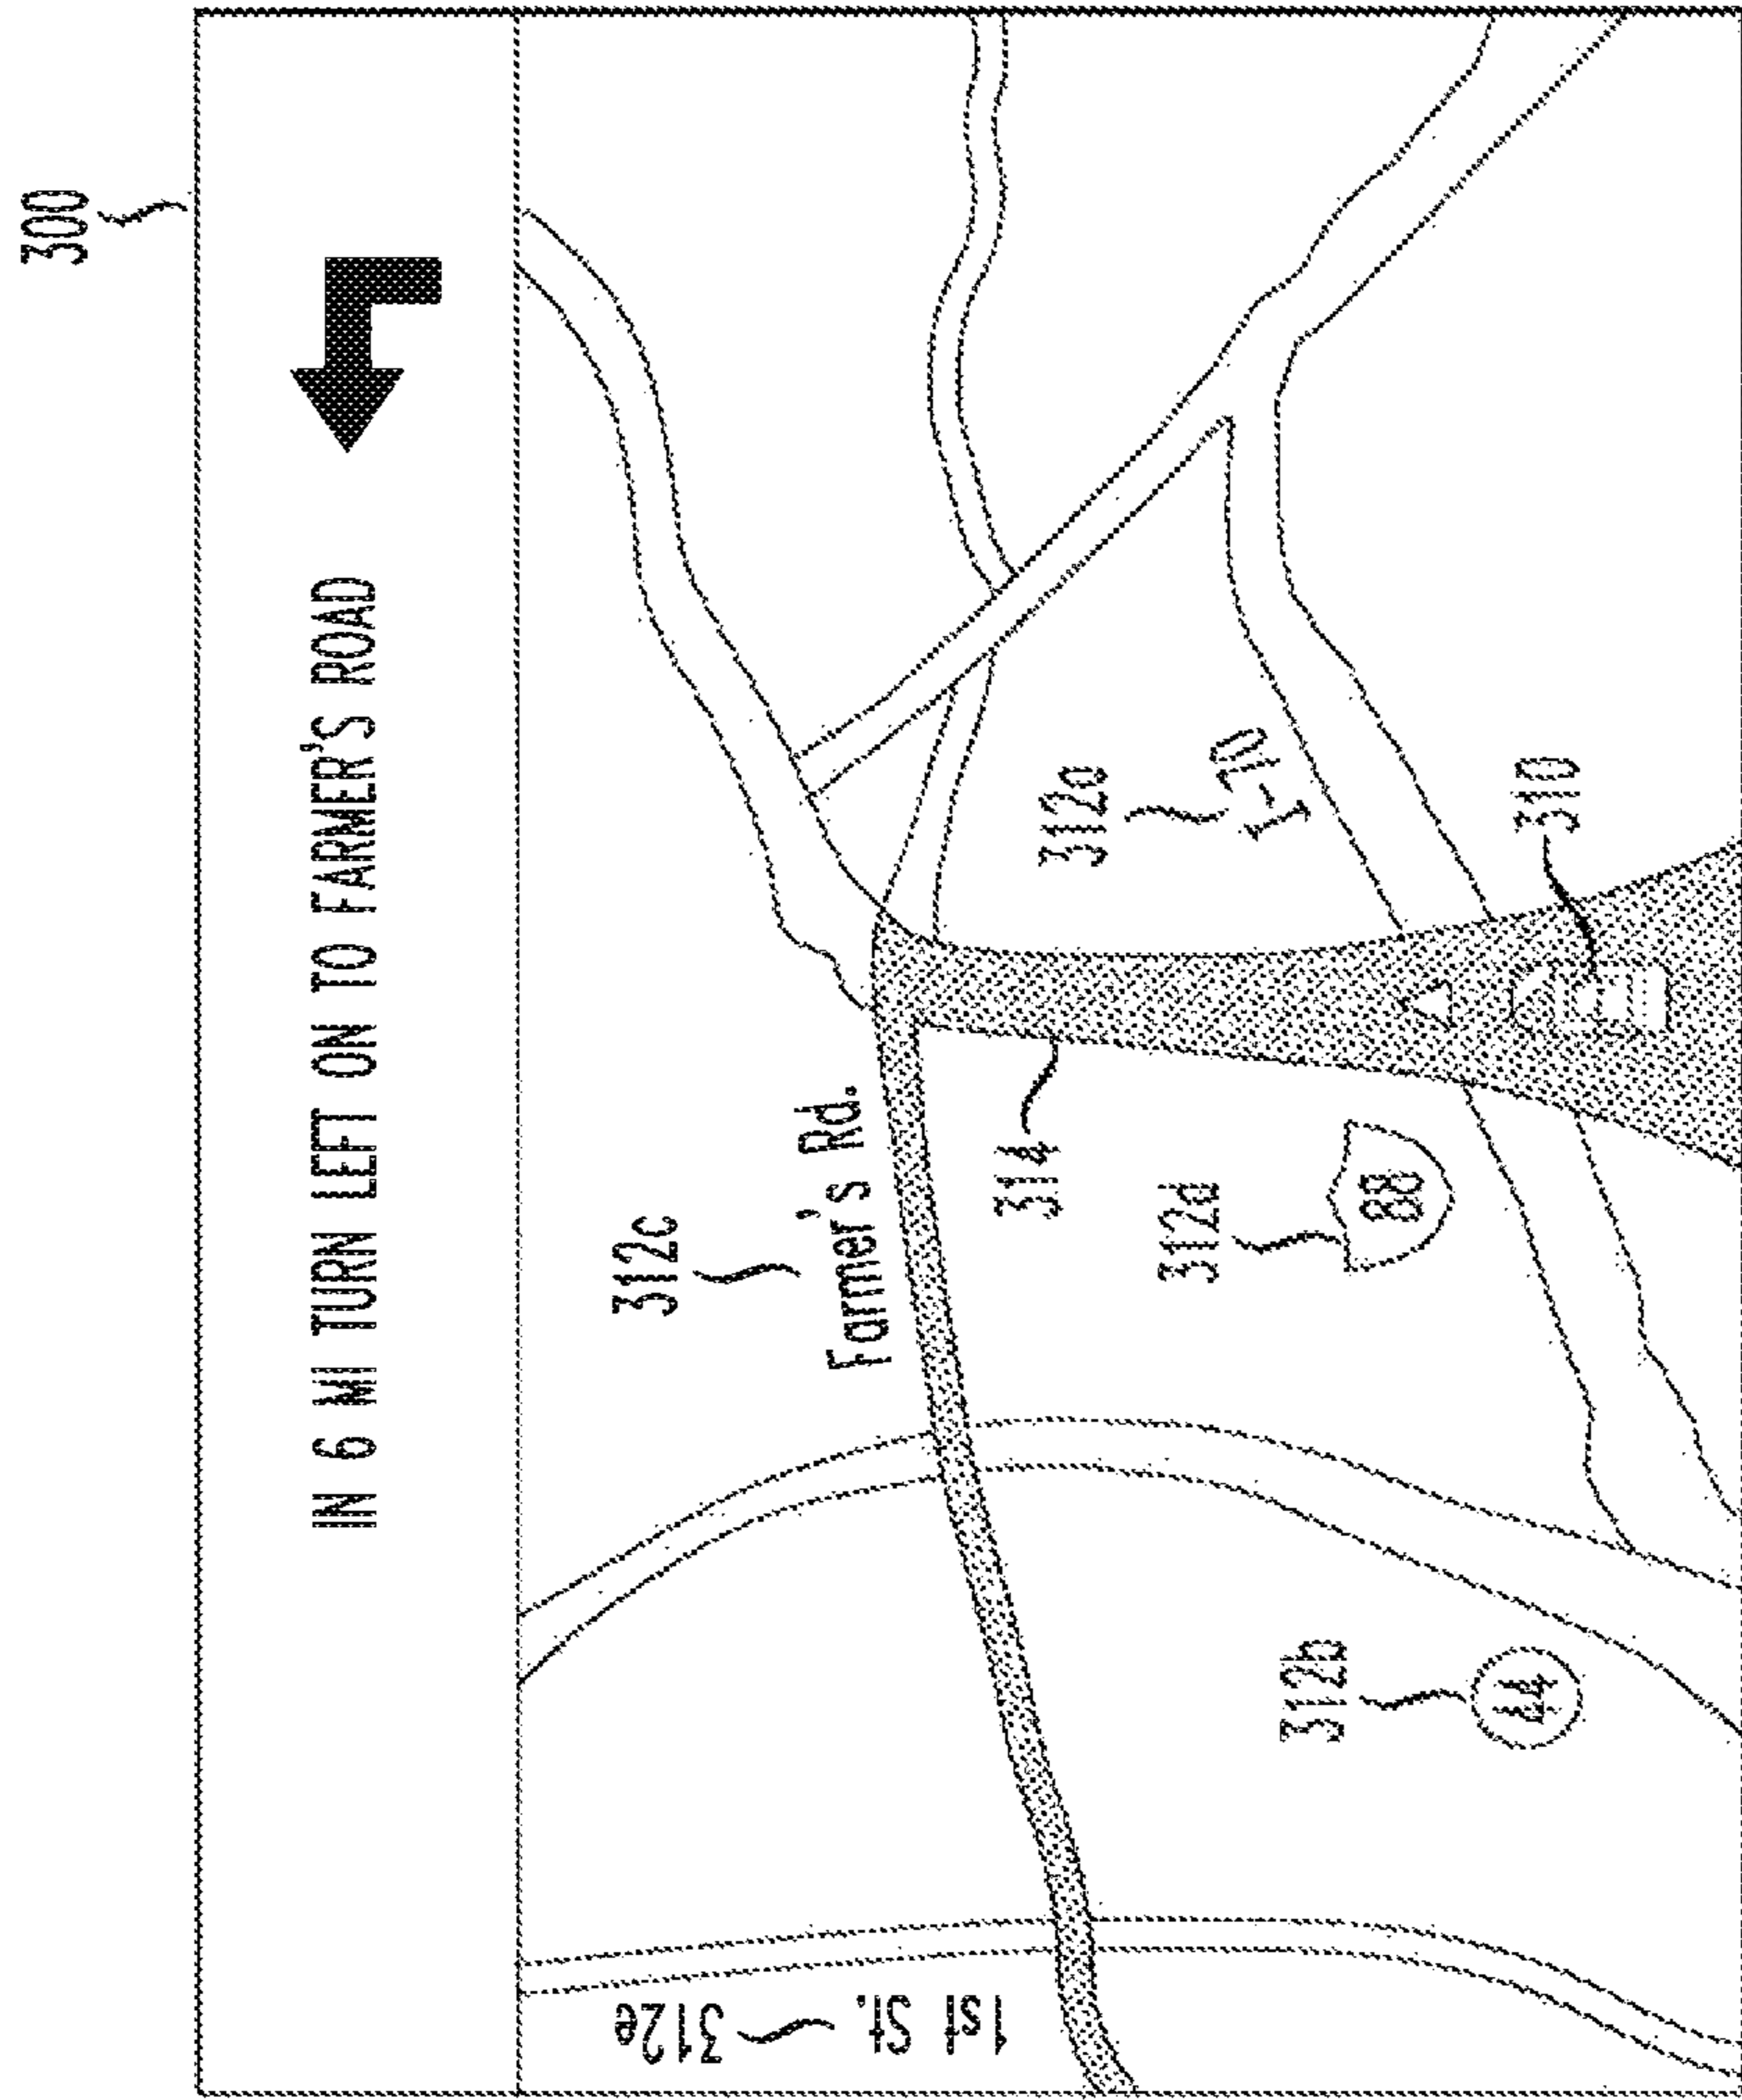 300
IN 6 MI TURN LEFT ON TO FARMER'S ROAD
312c
Farmer's Rd.
1st St.
312e
314
312a
I-70
312d
88
312b
44
310